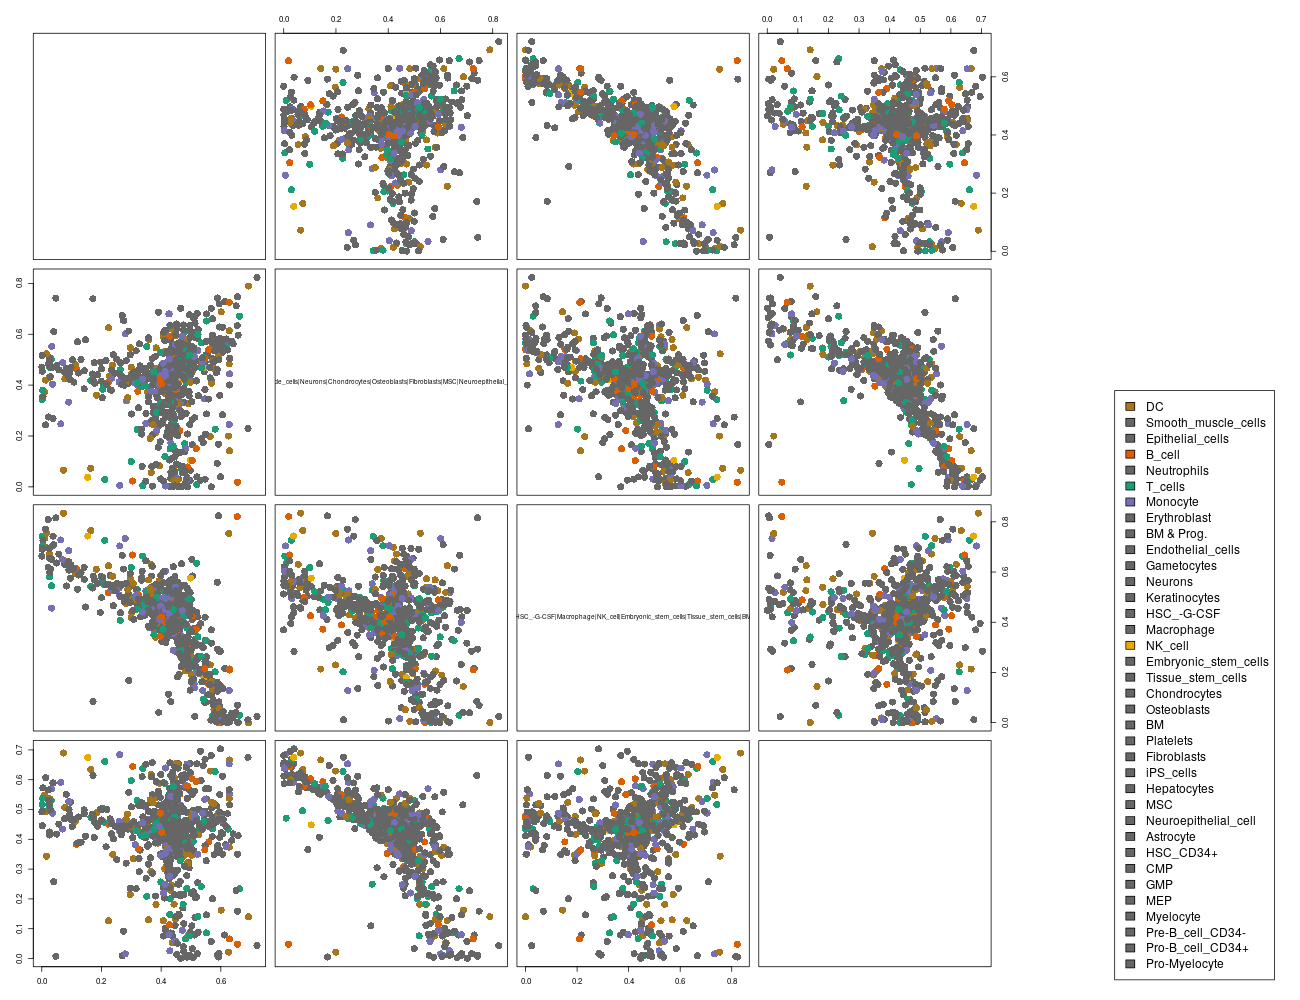 0.0 0.2 0.4 0.6 0.8
0.0 0.1 0.2 0.3 0.4 0.5 0.6 0.7
0.0 0.2 0.4 0.6
0.0 0.2 0.4 0.6 0.8
de_cells|Neurons|Chondrocytes|Osteoblasts|Fibroblasts|MSC|Neuroepithelial_
HSC_-G-CSF|Macrophage|NK_cell|Embryonic_stem_cells|Tissue_stem_cells|BM
0.0 0.2 0.4 0.6 0.8
0.0 0.1 0.2 0.3 0.4 0.5 0.6 0.7
0.0 0.2 0.4 0.6
0.0 0.2 0.4 0.6 0.8
DC
Smooth_muscle_cells
Epithelial_cells
B_cell
Neutrophils
T_cells
Monocyte
Erythroblast
BM & Prog.
Endothelial_cells
Gametocytes
Neurons
Keratinocytes
HSC_-G-CSF
Macrophage
NK_cell
Embryonic_stem_cells
Tissue_stem_cells
Chondrocytes
Osteoblasts
BM
Platelets
Fibroblasts
iPS_cells
Hepatocytes
MSC
Neuroepithelial_cell
Astrocyte
HSC_CD34+
CMP
GMP
MEP
Myelocyte
Pre-B_cell_CD34-
Pro-B_cell_CD34+
Pro-Myelocyte